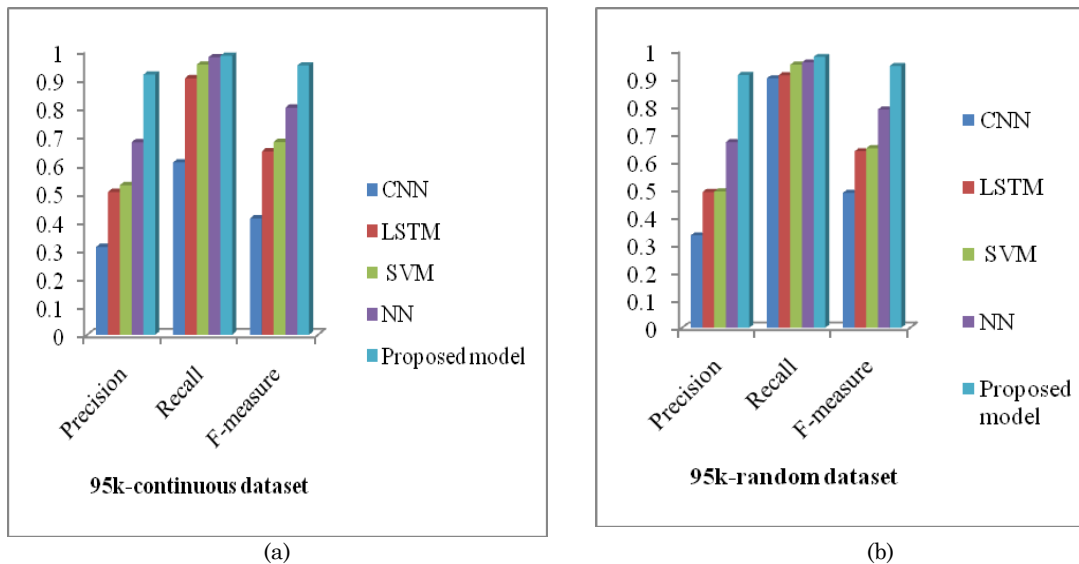 1
0.9
0.8
0.7
0.6
0.5
0.4
0.3
0.2
0.1
0
Precision
Recall
F-measure
95k-continuous dataset
CNN
LSTM
SVM
NN
Proposed model
(a)
1
0.9
0.8
0.7
0.6
0.5
0.4
0.3
0.2
0.1
0
Precision
Recall
F-measure
95k-random dataset
CNN
LSTM
SVM
NN
Proposed
model
(b)